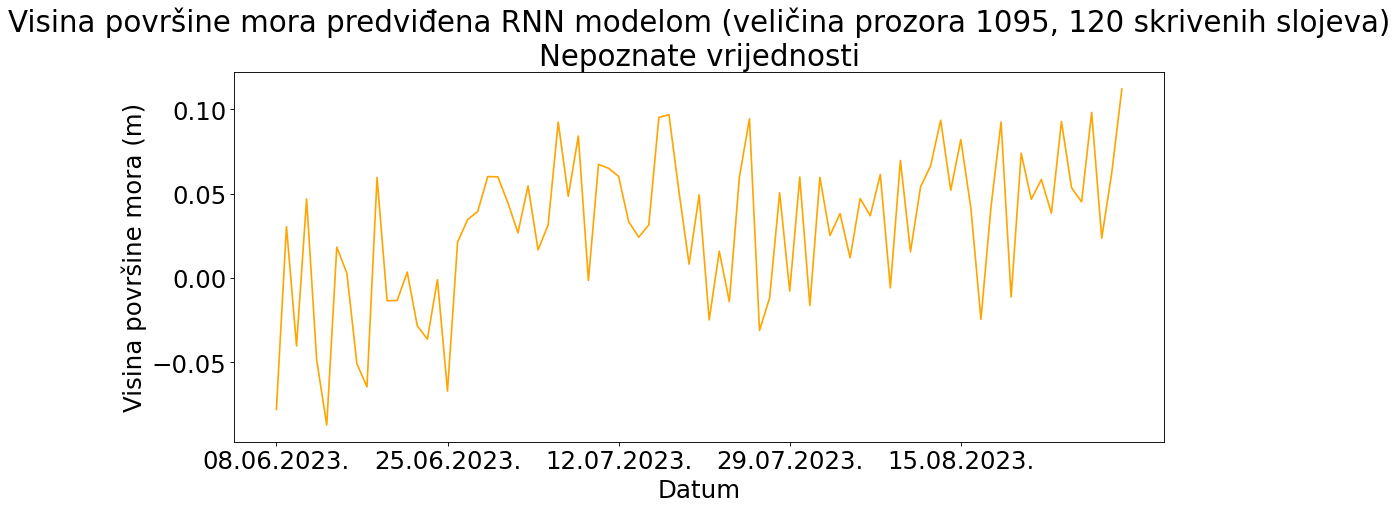 Visina površine mora predviđena RNN modelom (veličina prozora 1095, 120 skrivenih slojeva)
Nepoznate vrijednosti
Visina površine mora (m)
0.10
0.05
0.00
−0.05
08.06.2023.
25.06.2023.
12.07.2023.
29.07.2023.
15.08.2023.
Datum